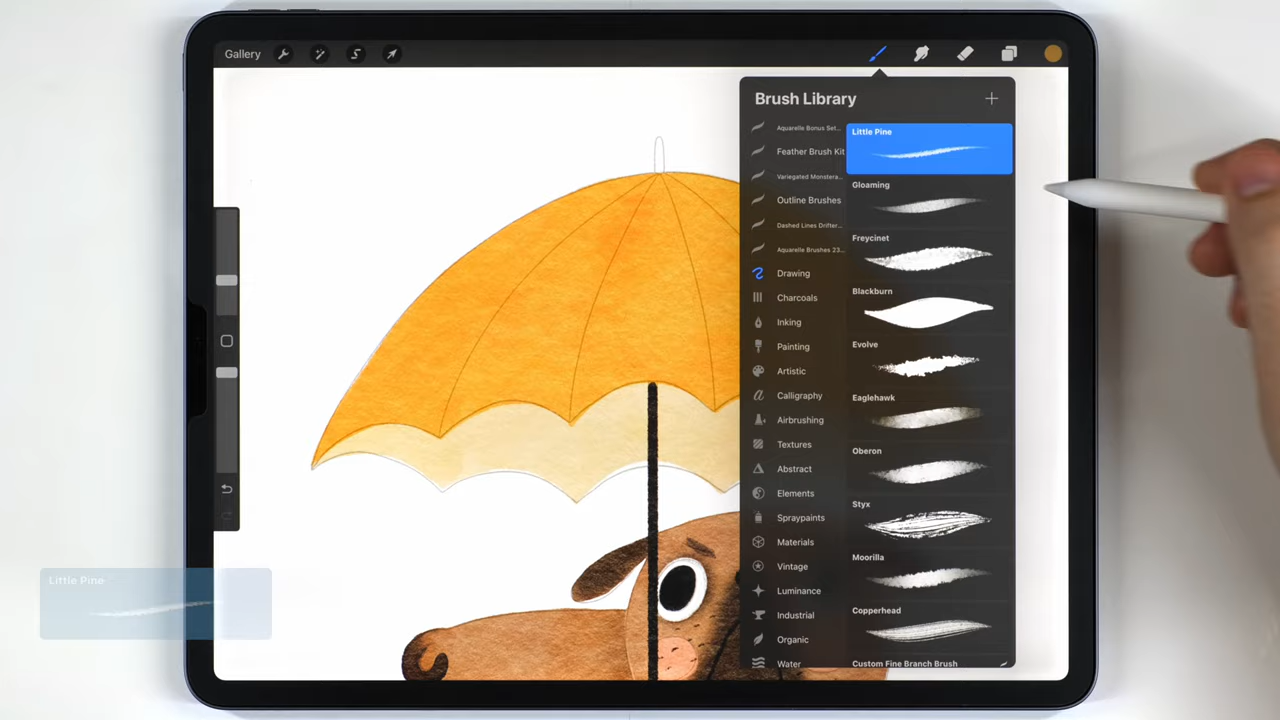 Gallery
Brush Library
Aquarelle Bonus Set...
Feather Brush Kit
Variegated Monstera...
Outline Brushes
Dashed Lines Drifter...
Aquarelle Brushes 23...
Drawing
Charcoals
Inking
Painting
Artistic
Calligraphy
Airbrushing
Textures
Abstract
Elements
Spraypaints
Materials
Vintage
Luminance
Industrial
Organic
Water
Little Pine
Gloaming
Freycinet
Blackburn
Evolve
Eaglehawk
Oberon
Styx
Moorilla
Copperhead
Custom Fine Branch Brush
Little Pine